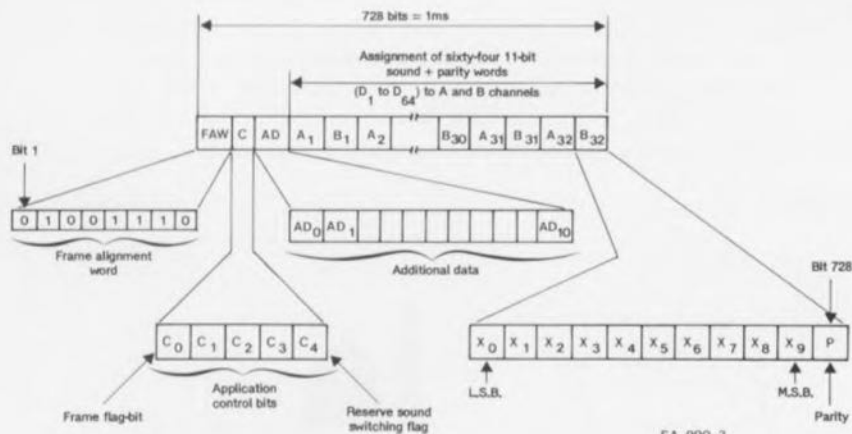 728 bits = 1ms
Assignment of sixty-four 11-bit
sound + parity words
(D1 to D64) to A and B channels
FAW C AD A1 B1 A2 B30 A31 B31 A32 B32
Bit 1
0 1 0 0 1 1 1 0
Frame alignment
word
AD0 AD1 AD10
Additional data
Bit 728
C0 C1 C2 C3 C4
X0 X1 X2 X3 X4 X5 X6 X7 X8 X9 P
Application
control bits
L.S.B.
M.S.B.
Frame flag-bit
Reserve sound
switching flag
Parity